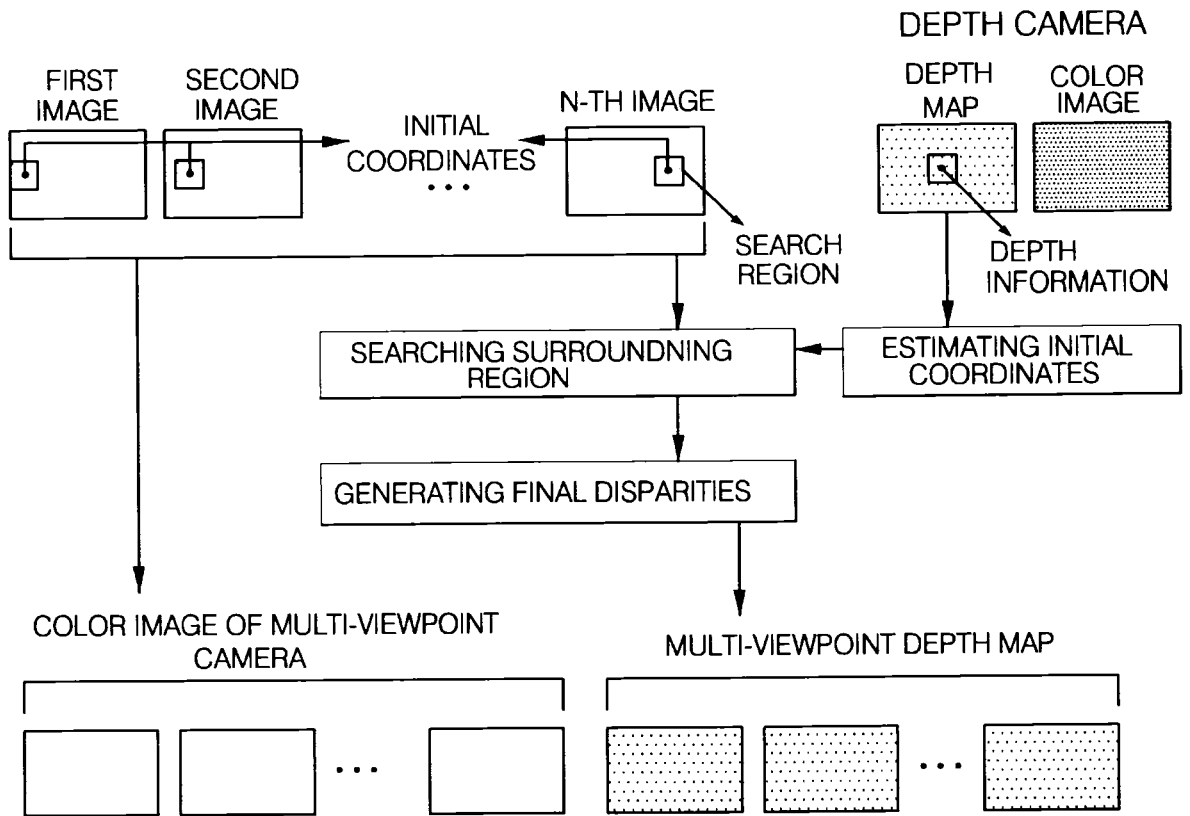 DEPTH CAMERA
FIRST
IMAGE
SECOND
IMAGE
N-TH IMAGE
DEPTH
MAP
COLOR
IMAGE
INITIAL
COORDINATES
...
SEARCH
REGION
DEPTH
INFORMATION
SEARCHING SURROUNDNING
REGION
ESTIMATING INITIAL
COORDINATES
GENERATING FINAL DISPARITIES
COLOR IMAGE OF MULTI-VIEWPOINT
CAMERA
MULTI-VIEWPOINT DEPTH MAP
...
...